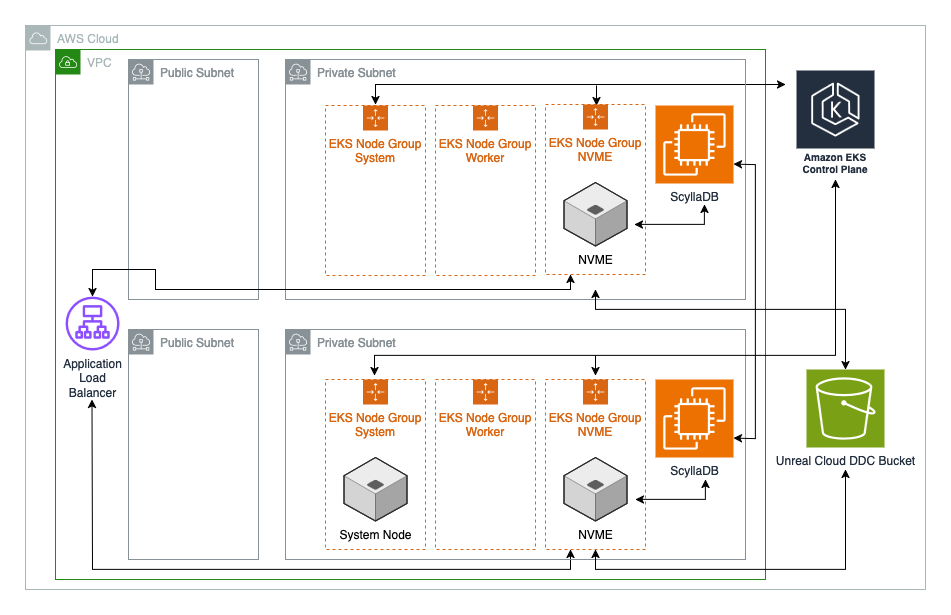 AWS Cloud
VPC
Public Subnet
Private Subnet
EKS Node Group
System
EKS Node Group
Worker
EKS Node Group
NVME
NVME
ScyllaDB
K
Amazon EKS
Control Plane
Application
Load
Balancer
Public Subnet
Private Subnet
EKS Node Group
System
System Node
EKS Node Group
Worker
EKS Node Group
NVME
NVME
ScyllaDB
Unreal Cloud DDC Bucket